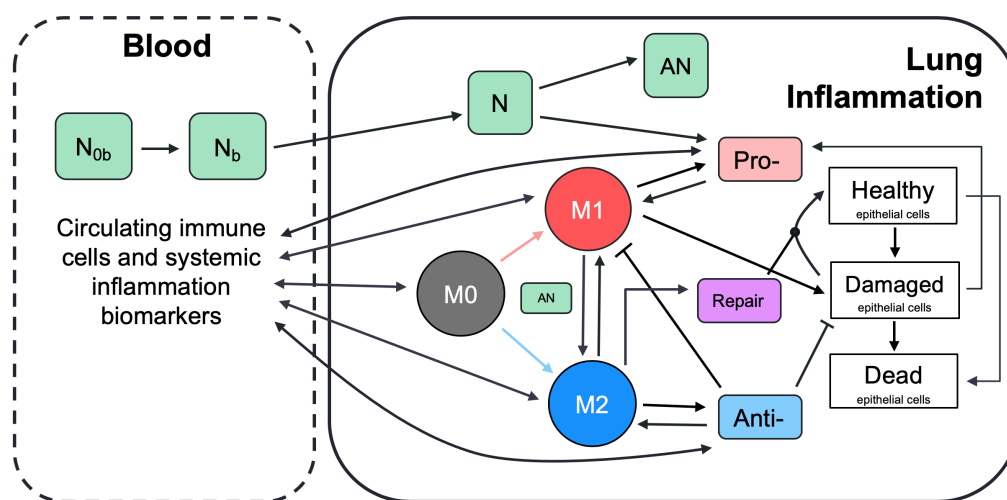 Blood
Lung
Inflammation
N0b
Nb
N
AN
Circulating immune
cells and systemic
inflammation
biomarkers
M0
M1
AN
M2
Pro-
Repair
Anti-
Healthy
epithelial cells
Damaged
epithelial cells
Dead
epithelial cells